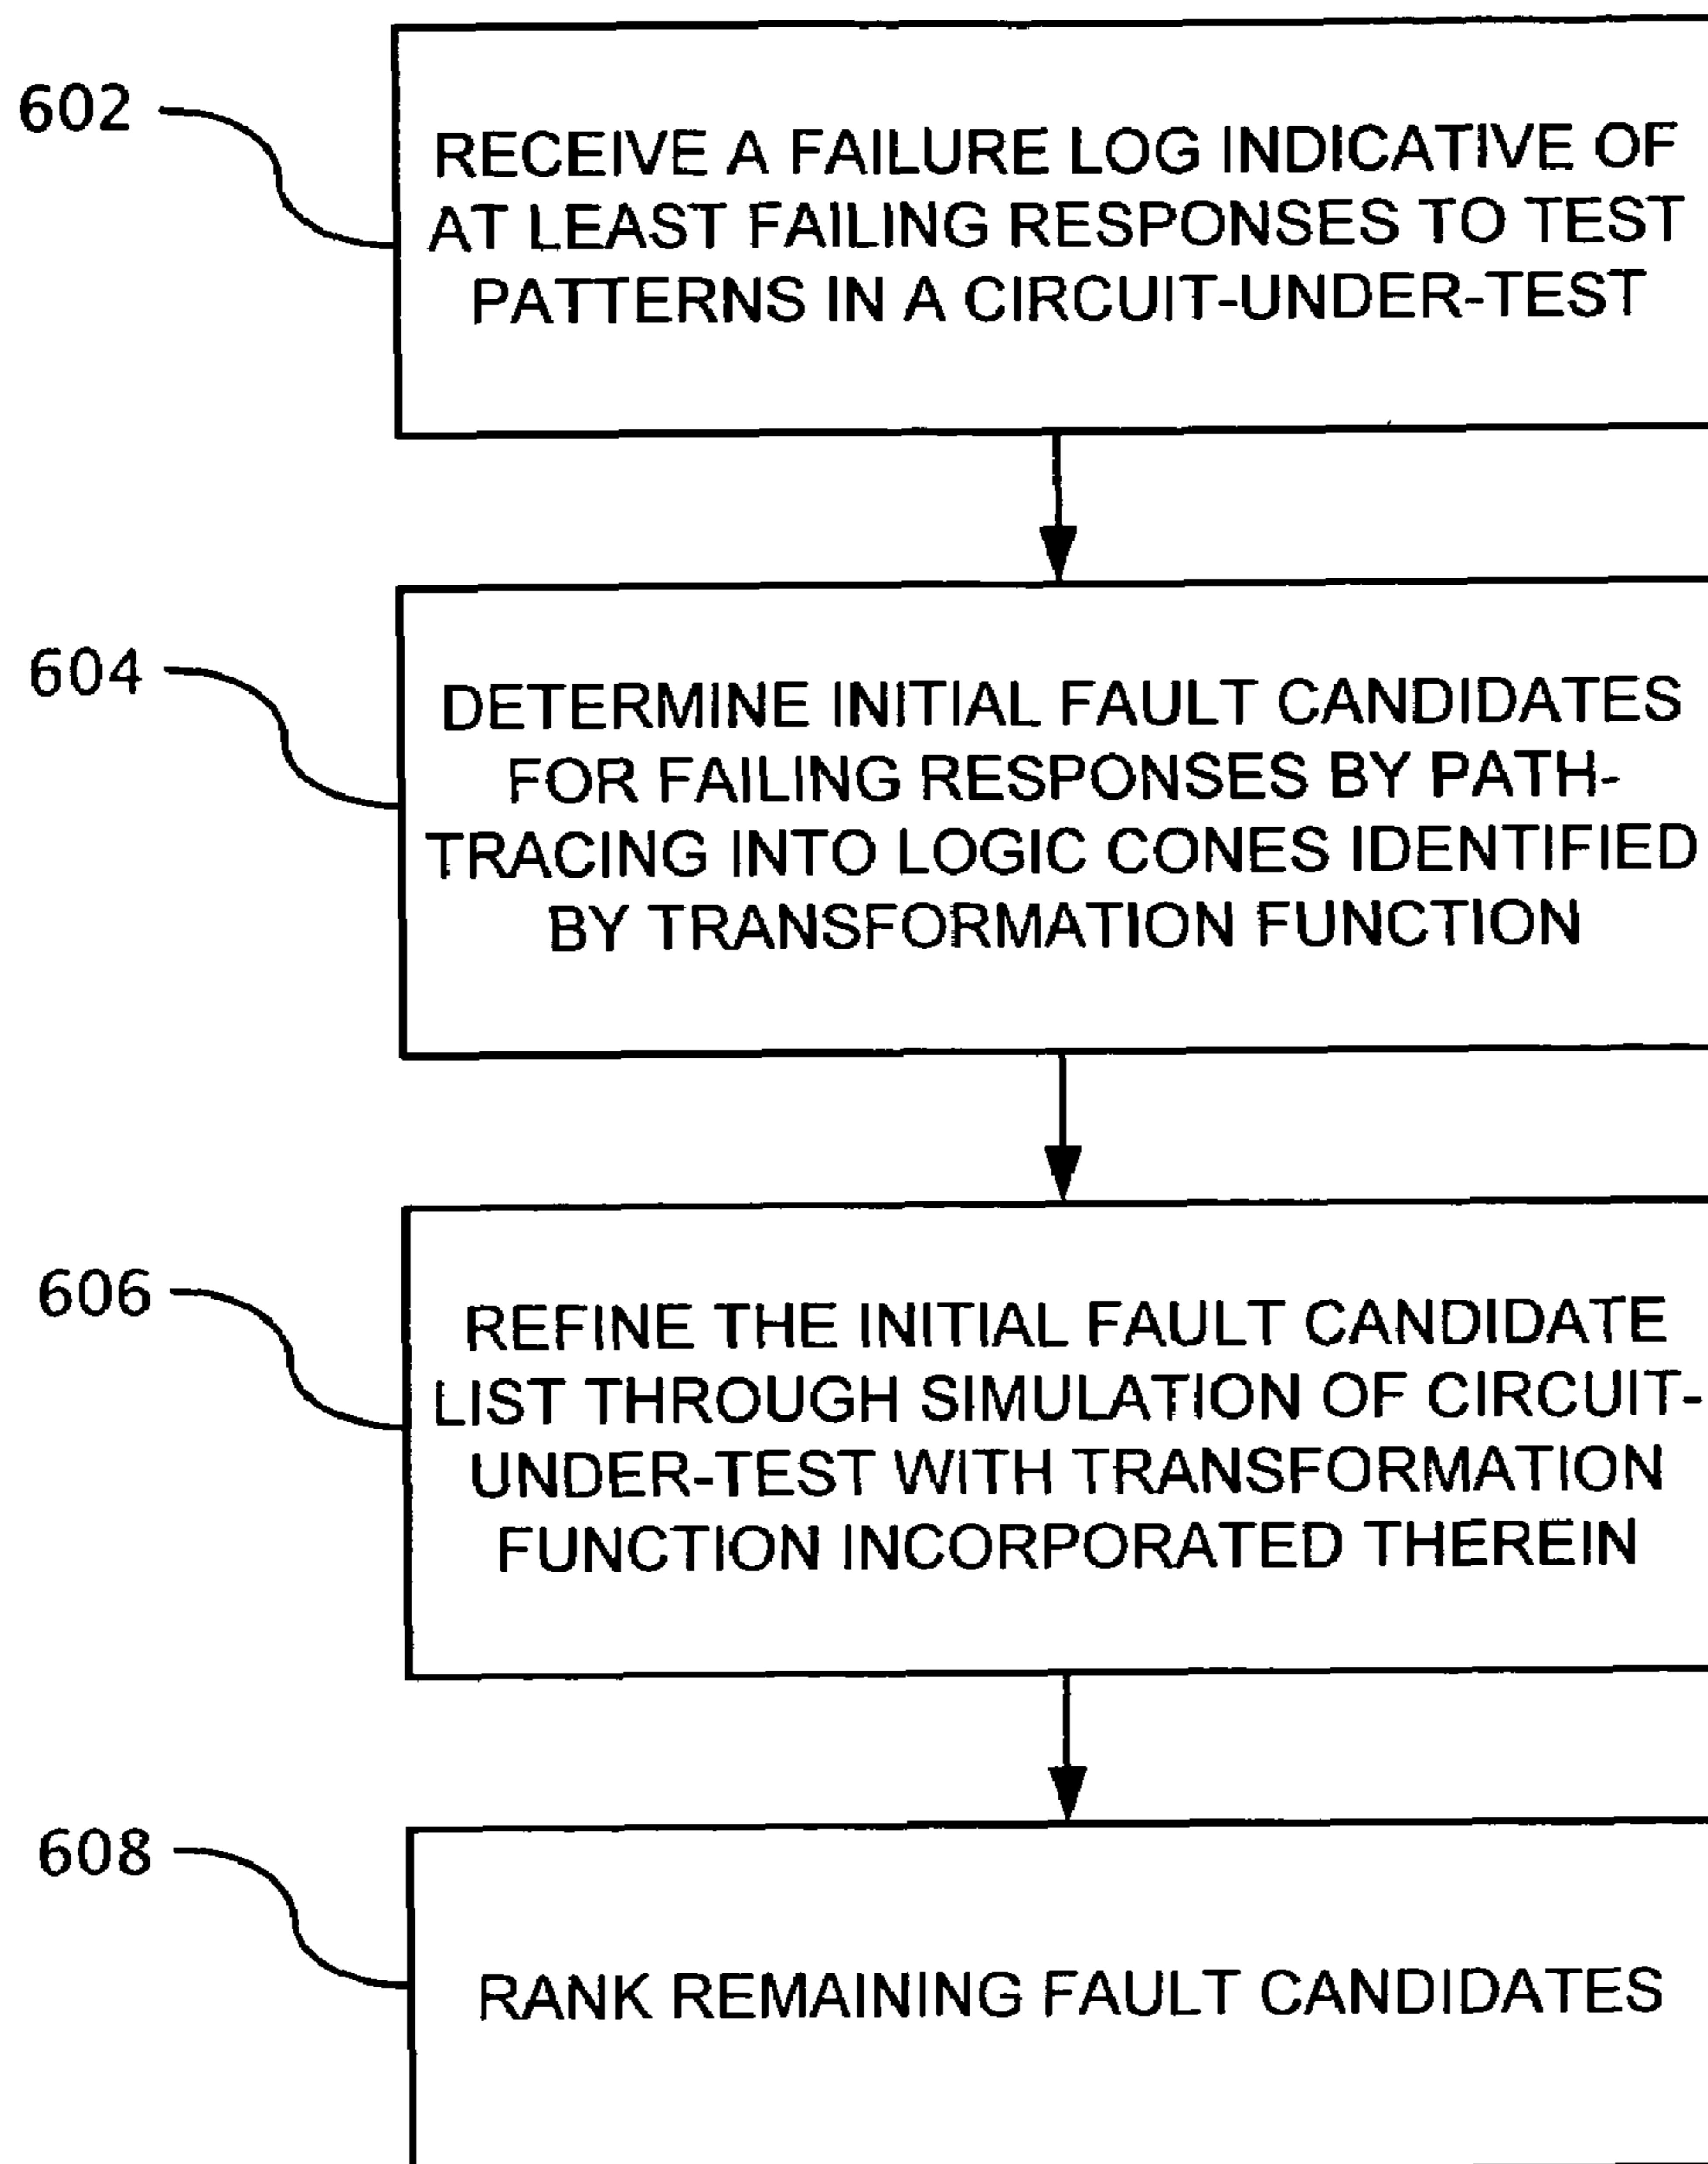 602
RECEIVE A FAILURE LOG INDICATIVE OF
AT LEAST FAILING RESPONSES TO TEST
PATTERNS IN A CIRCUIT-UNDER-TEST
604
DETERMINE INITIAL FAULT CANDIDATES
FOR FAILING RESPONSES BY PATH-
TRACING INTO LOGIC CONES IDENTIFIED
BY TRANSFORMATION FUNCTION
606
REFINE THE INITIAL FAULT CANDIDATE
LIST THROUGH SIMULATION OF CIRCUIT-
UNDER-TEST WITH TRANSFORMATION
FUNCTION INCORPORATED THEREIN
608
RANK REMAINING FAULT CANDIDATES